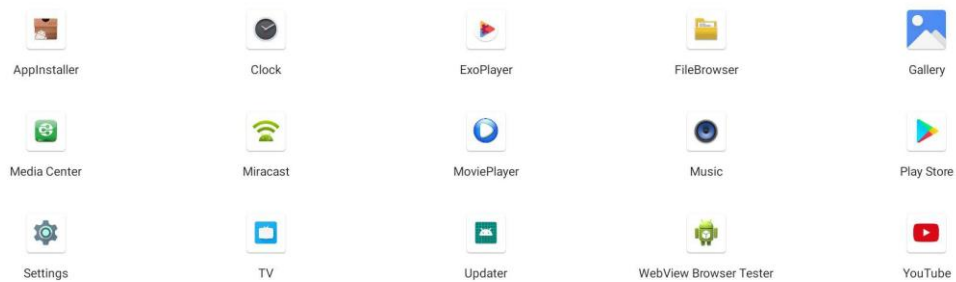 AppInstaller
Clock
ExoPlayer
FileBrowser
Gallery
Media Center
Miracast
MoviePlayer
Music
Play Store
Settings
TV
Updater
WebView Browser Tester
YouTube